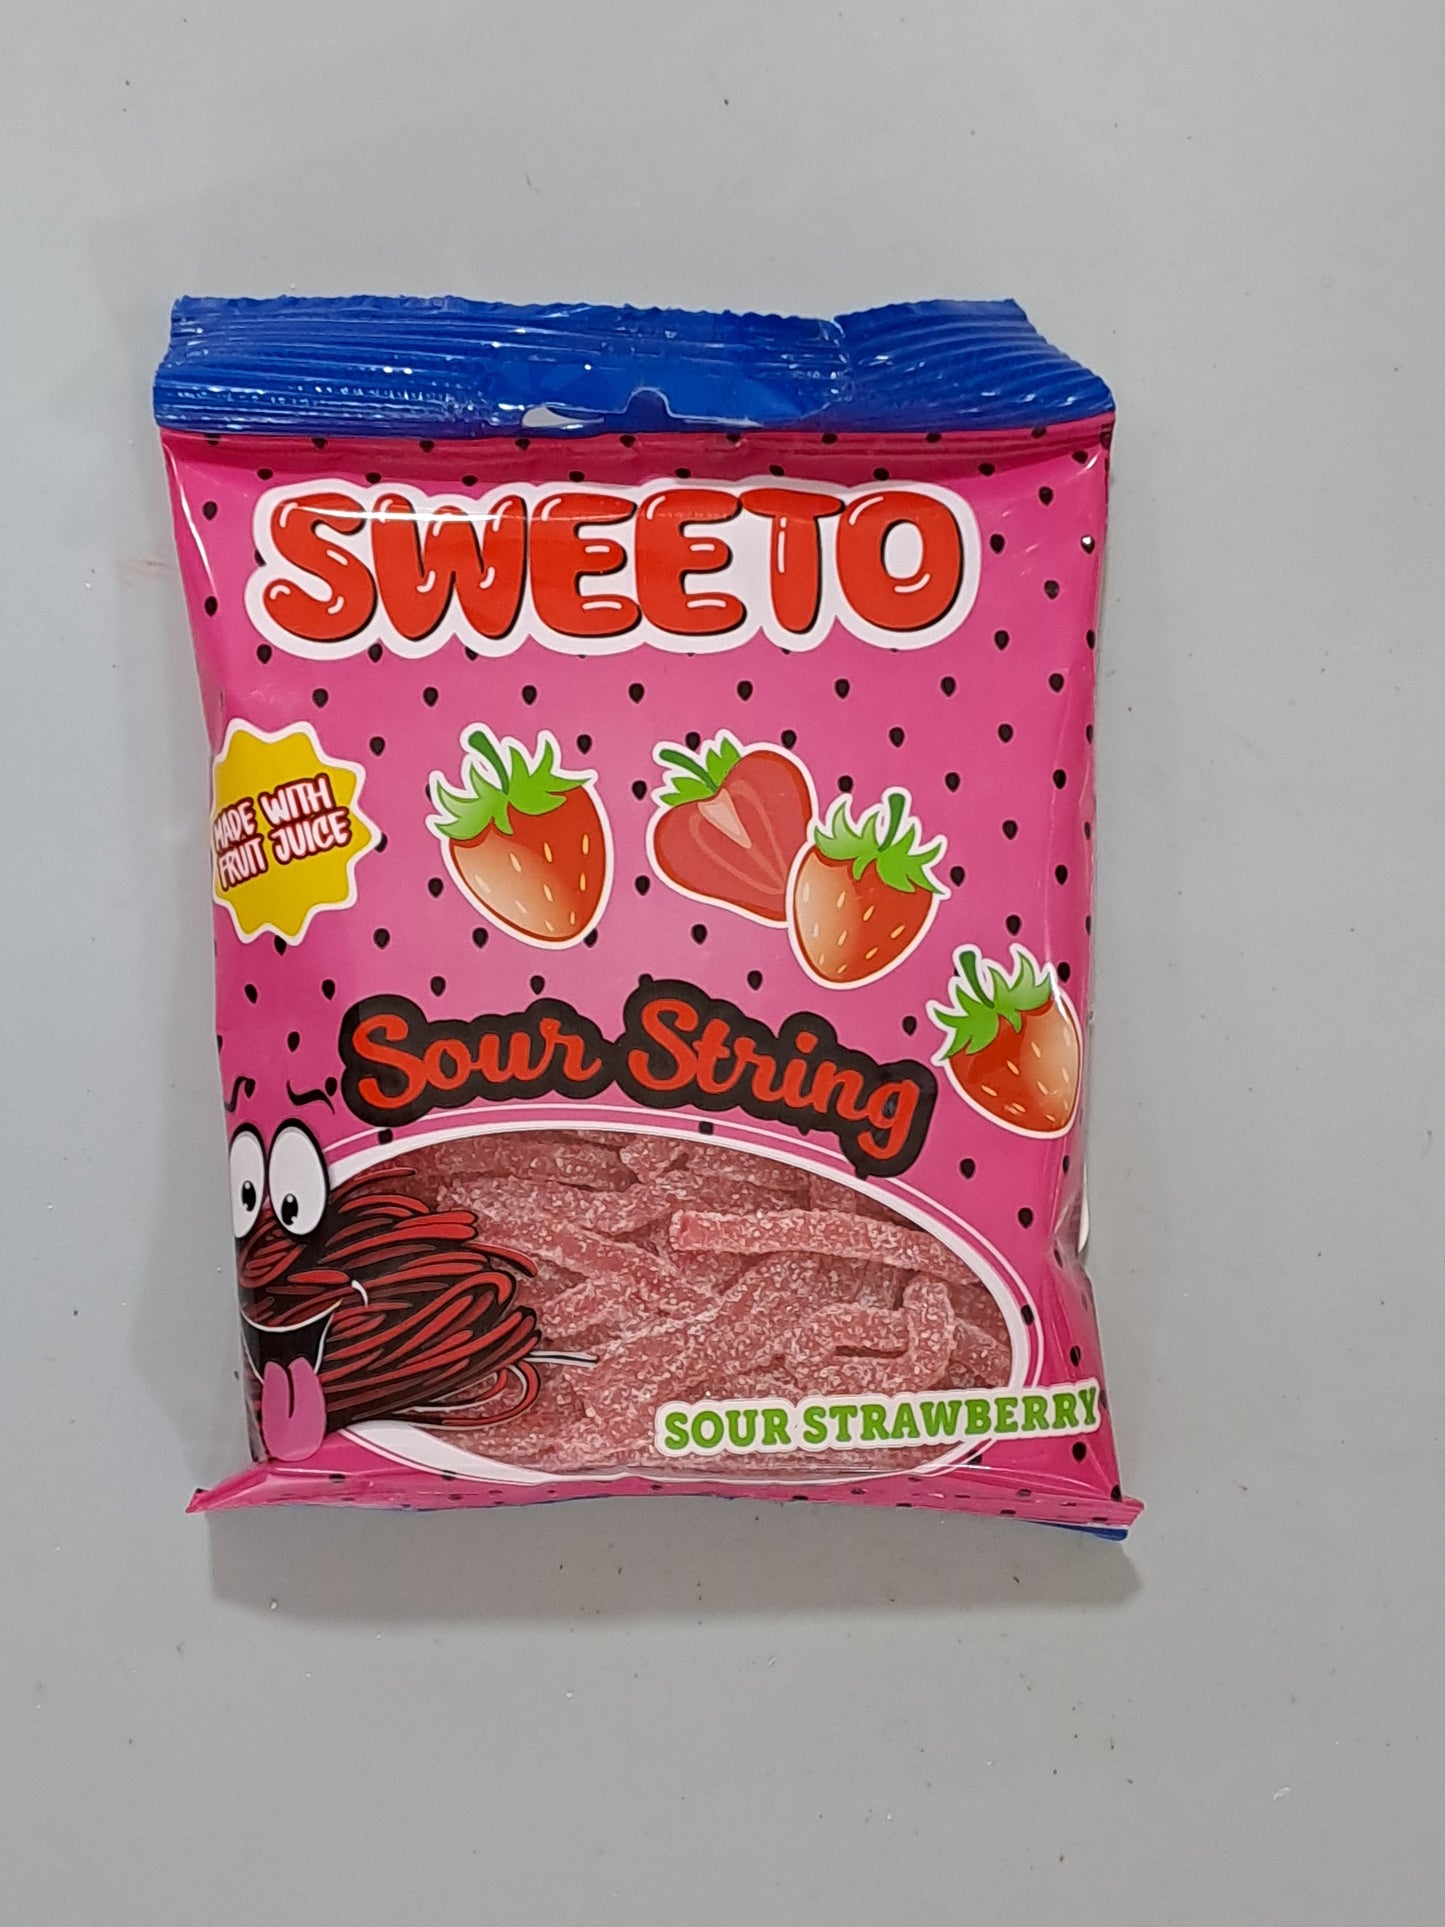 SWEETO
MADE WITH
FRUIT JUICE
Sour String
SOUR STRAWBERRY